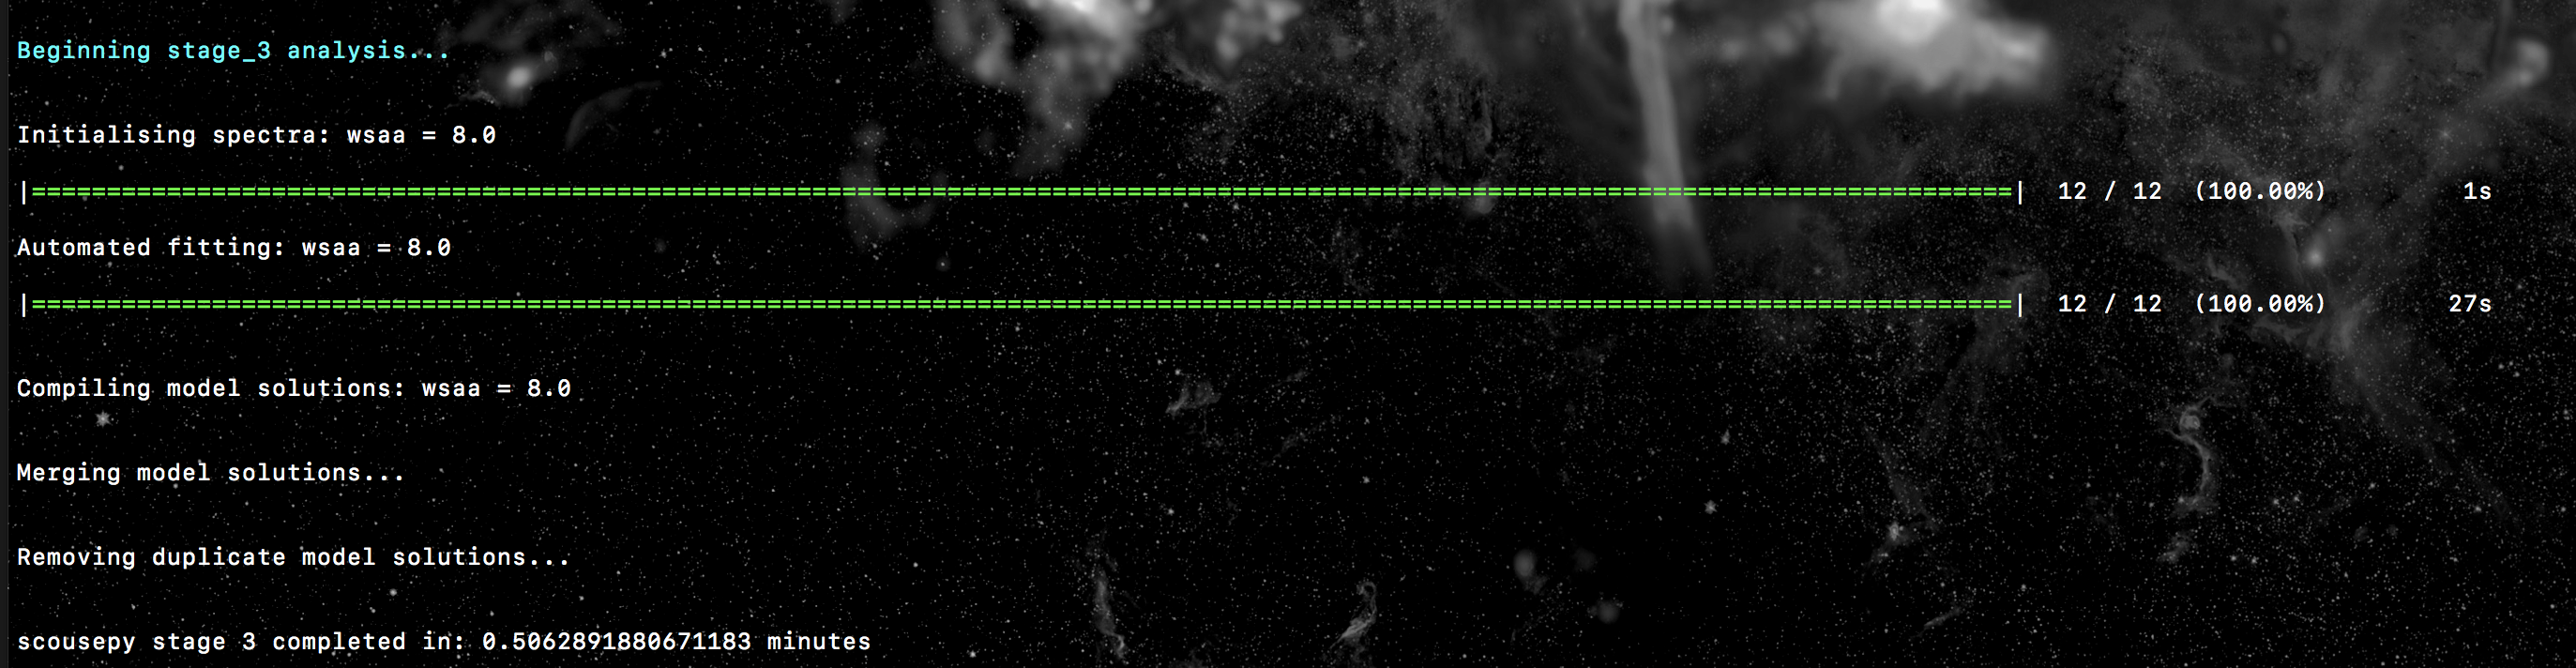 Beginning stage_3 analysis...
Initialising spectra: wsaa = 8.0
|====================================================================================================================================| 12 / 12 (100.00%) 1s
Automated fitting: wsaa = 8.0
|====================================================================================================================================| 12 / 12 (100.00%) 27s
Compiling model solutions: wsaa = 8.0
Merging model solutions...
Removing duplicate model solutions...
scousepy stage 3 completed in: 0.5062891880671183 minutes